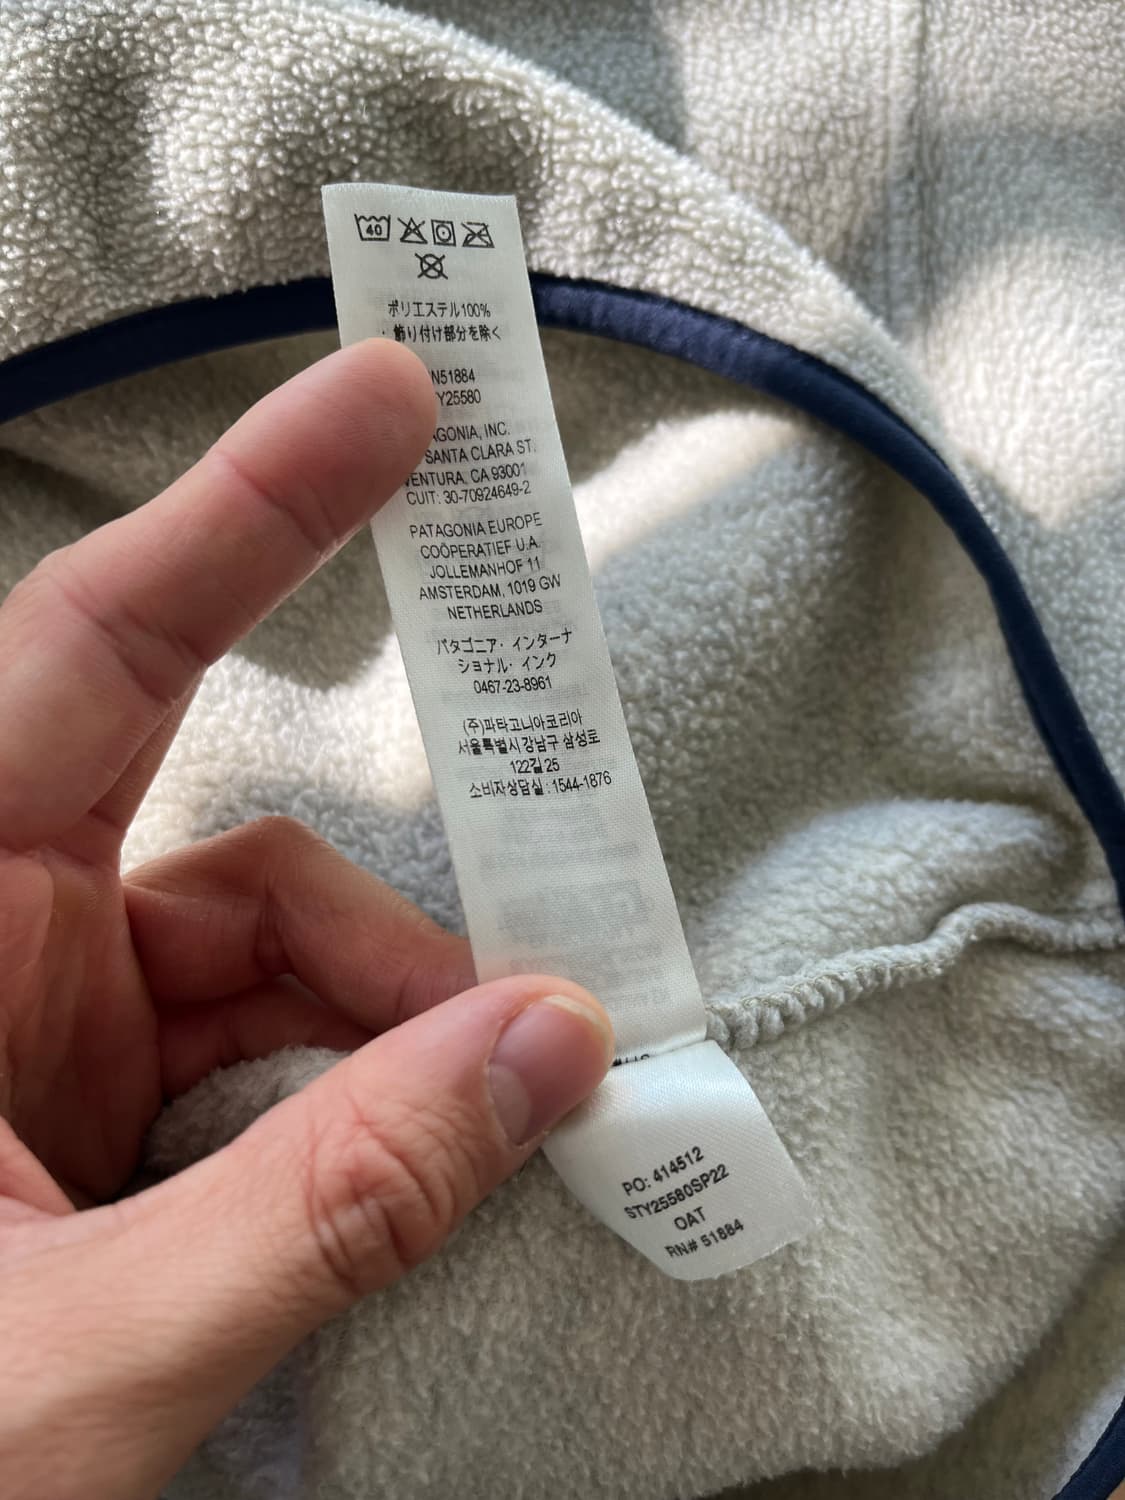 40
ポリエステル100%
・飾り付け部分を除く
N51884
Y25580
AGONIA, INC.
SANTA CLARA ST.
VENTURA, CA 93001
CUIT: 30-70924649-2
PATAGONIA EUROPE
COÖPERATIEF U.A.
JOLLEMANHOF 11
AMSTERDAM, 1019 GW
NETHERLANDS
パタゴニア・インターナ
ショナル・インク
0467-23-8961
(주)파타고니아코리아
서울특별시 강남구 삼성로
122길 25
소비자상담실 : 1544-1876
PO: 414512
STY25580SP22
OAT
RN# 51884